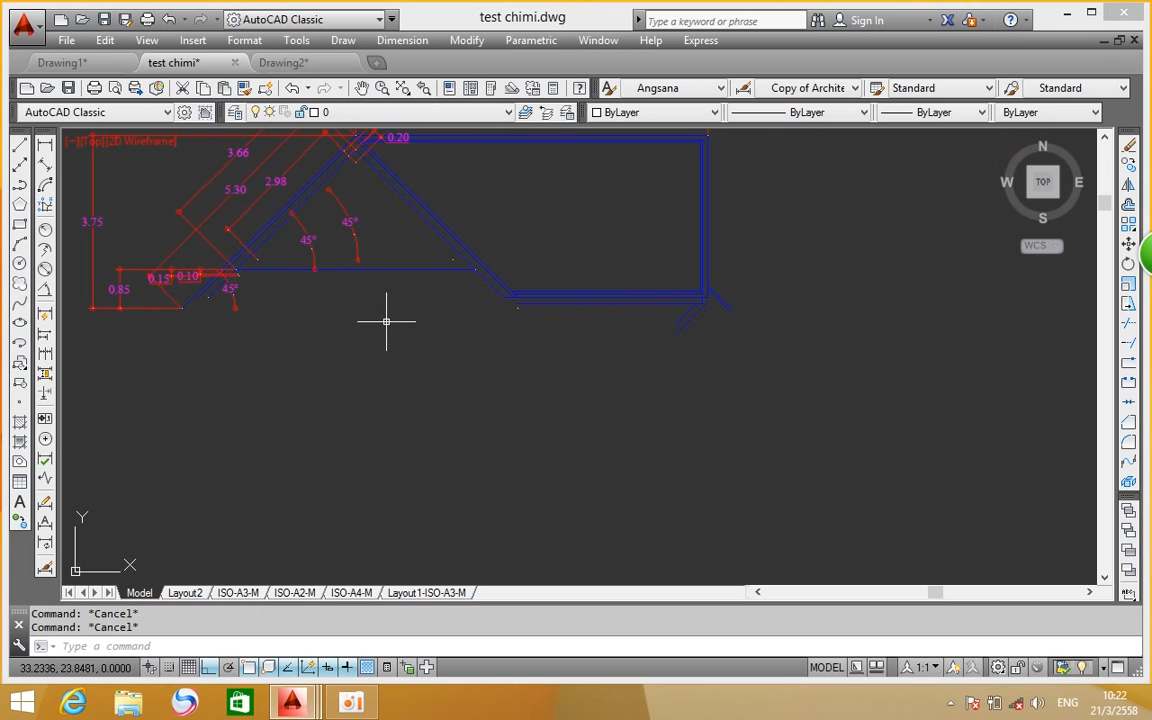 AutoCAD Classic
test chimi.dwg
Type a keyword or phrase
Sign In
File Edit View Insert Format Tools Draw Dimension Modify Parametric Window Help Express
Drawing1* test chimi* Drawing2*
Angsana Copy of Archite Standard Standard
AutoCAD Classic 0 ByLayer ByLayer ByLayer ByLayer
[−][Top][2D Wireframe]
0.20
3.66
5.30
2.98
3.75
45°
45°
0.15
0.10
0.85
45°
N
W TOP E
S
WCS
Y
X
Model Layout2 ISO-A3-M ISO-A2-M ISO-A4-M Layout1-ISO-A3-M
Command: *Cancel*
Command: *Cancel*
Type a command
33.2336, 23.8481, 0.0000 MODEL 1:1
ENG
10:22
21/3/2558